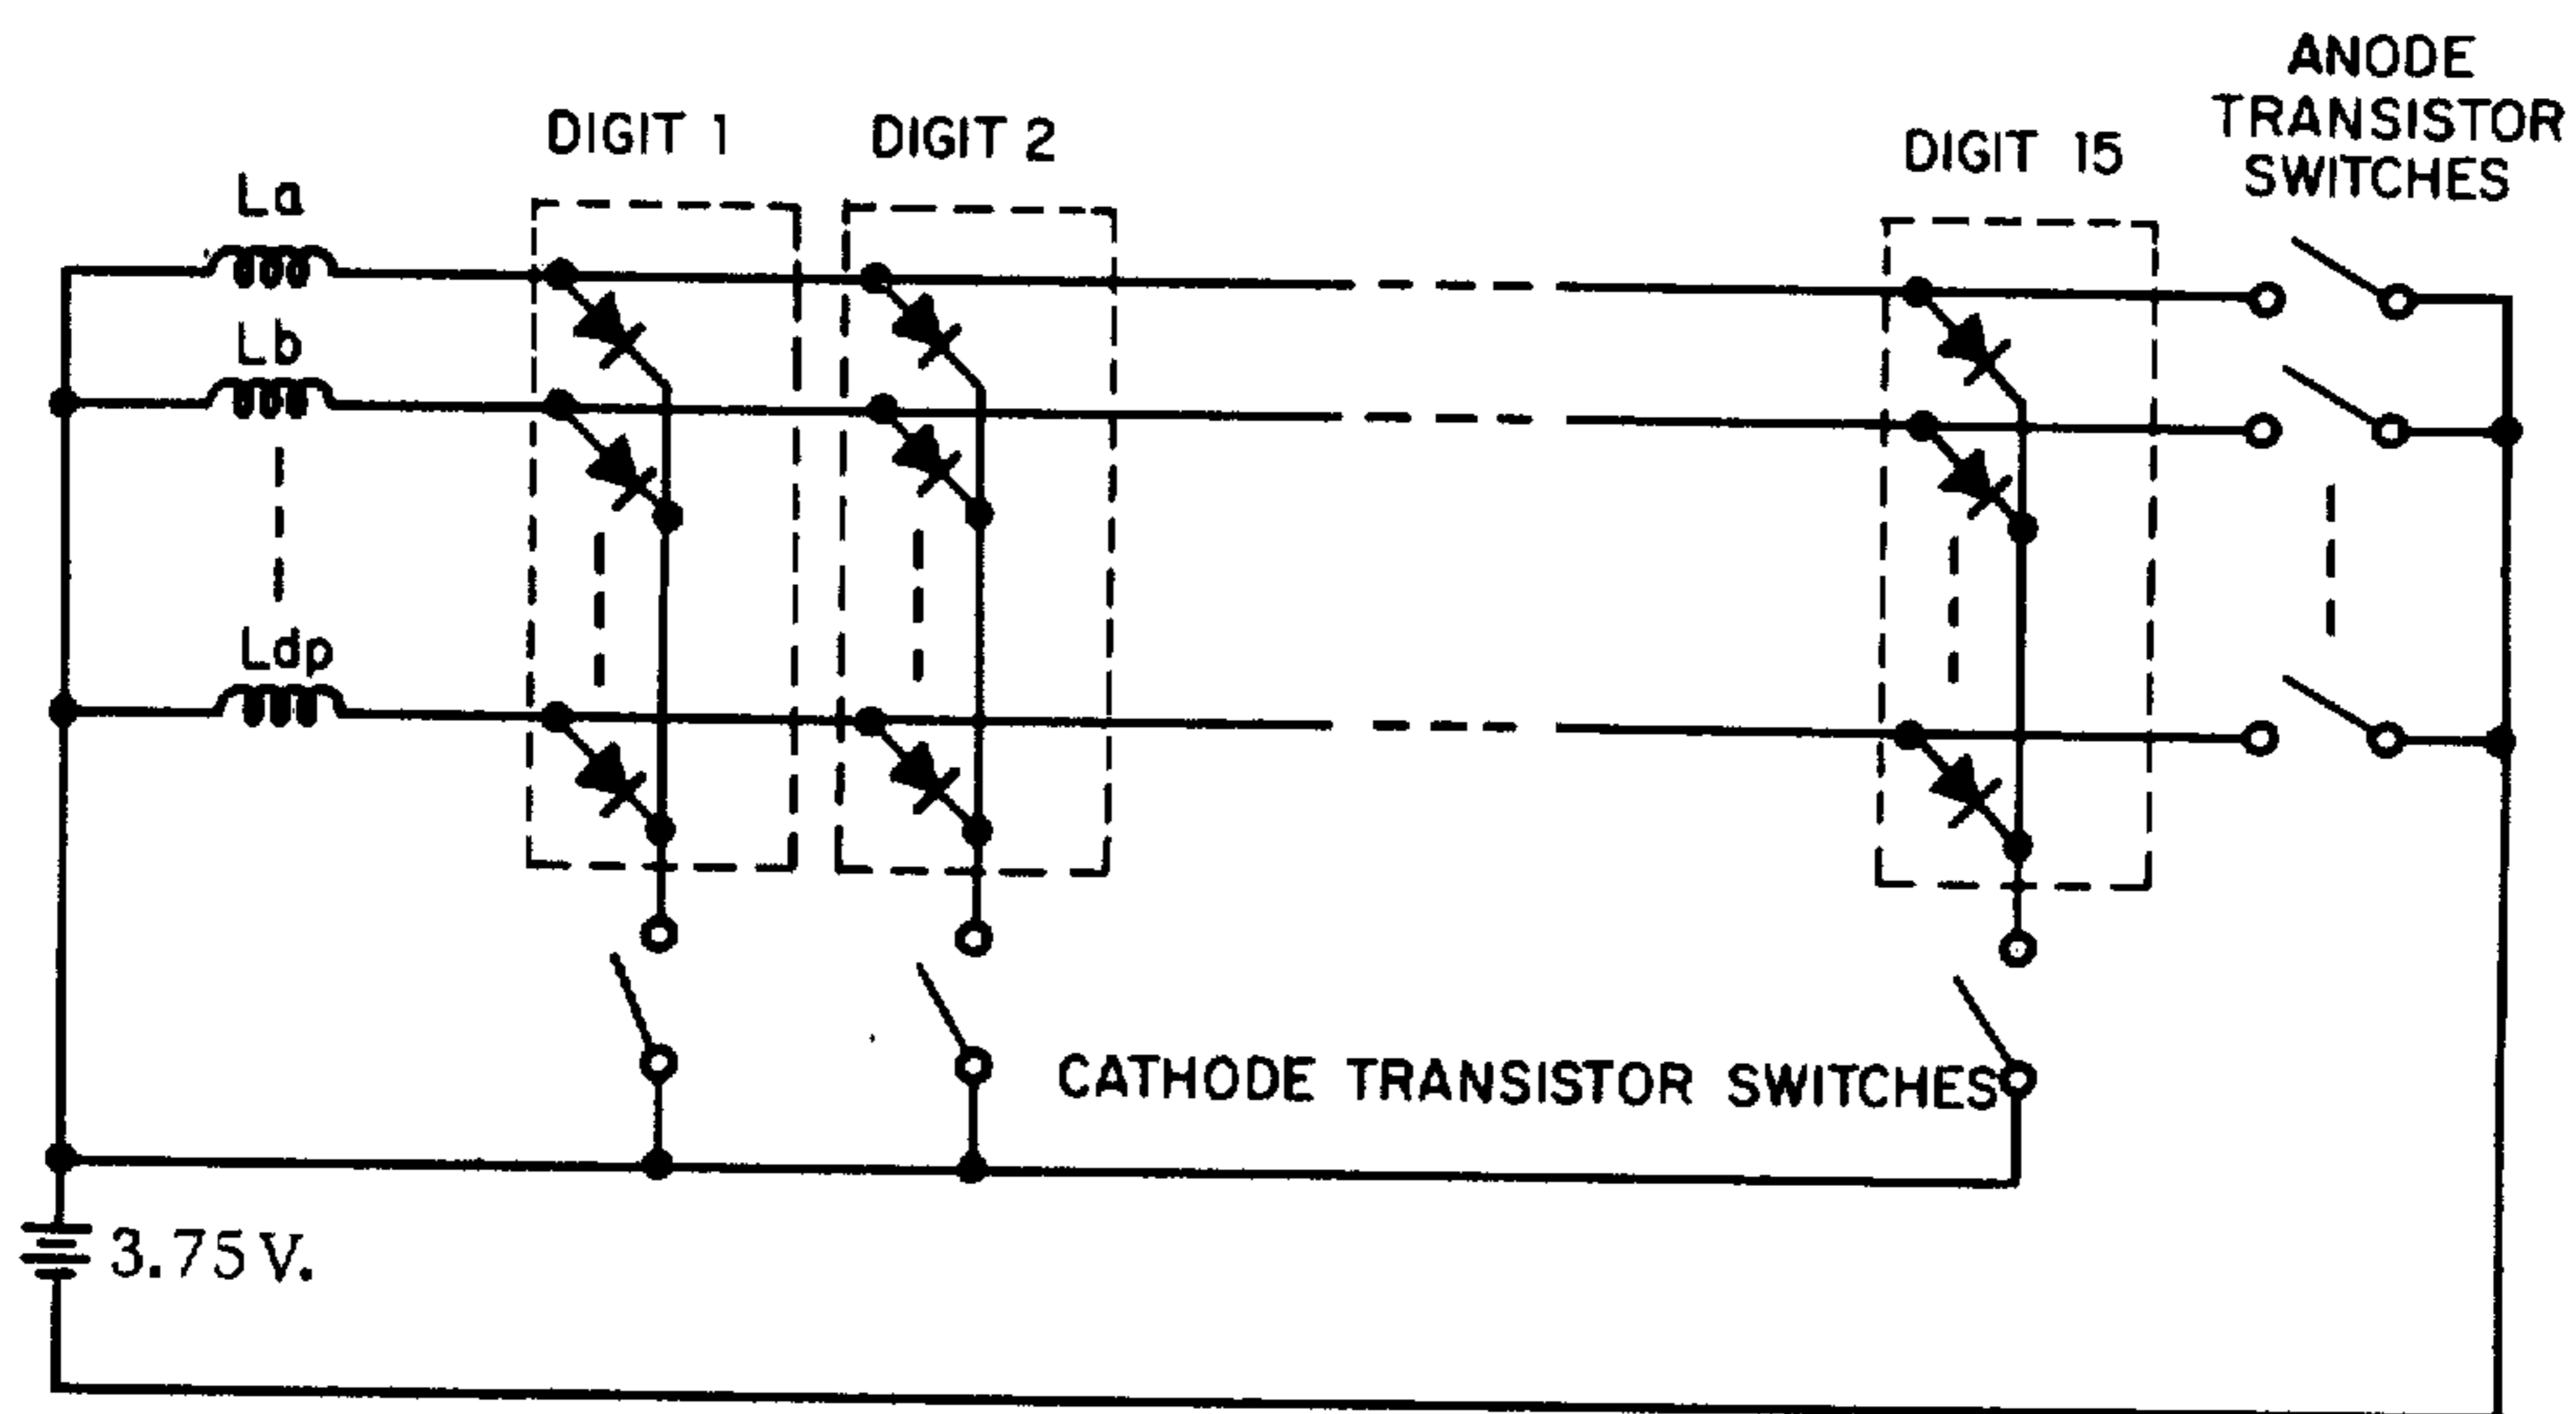 ANODE
TRANSISTOR
SWITCHES
DIGIT 1
DIGIT 2
DIGIT 15
La
Lb
Ldp
CATHODE TRANSISTOR SWITCHES
3.75 V.